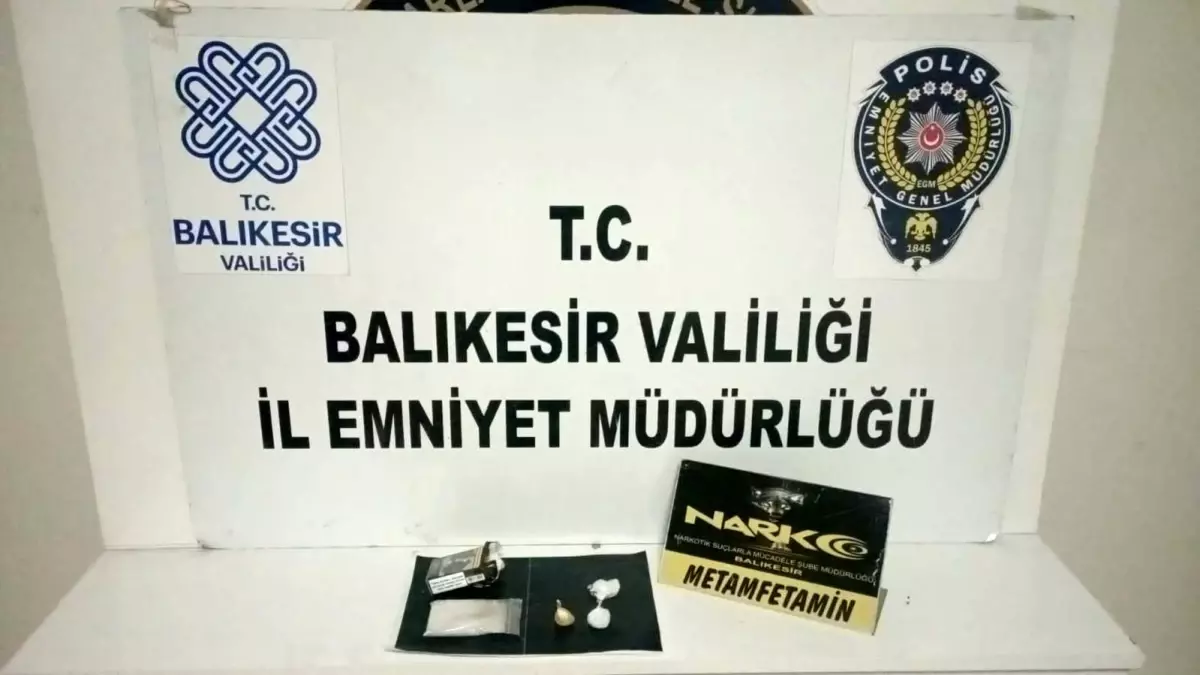 T.C.
BALIKESİR
VALİLİĞİ
POLİS
EMNİYET GENEL MÜDÜRLÜĞÜ
EGM
1845
T.C.
BALIKESİR VALİLİĞİ
İL EMNİYET MÜDÜRLÜĞÜ
NARKO
NARKOTİK SUÇLARLA MÜCADELE ŞUBE MÜDÜRLÜĞÜ
BALIKESİR
METAMFETAMİN